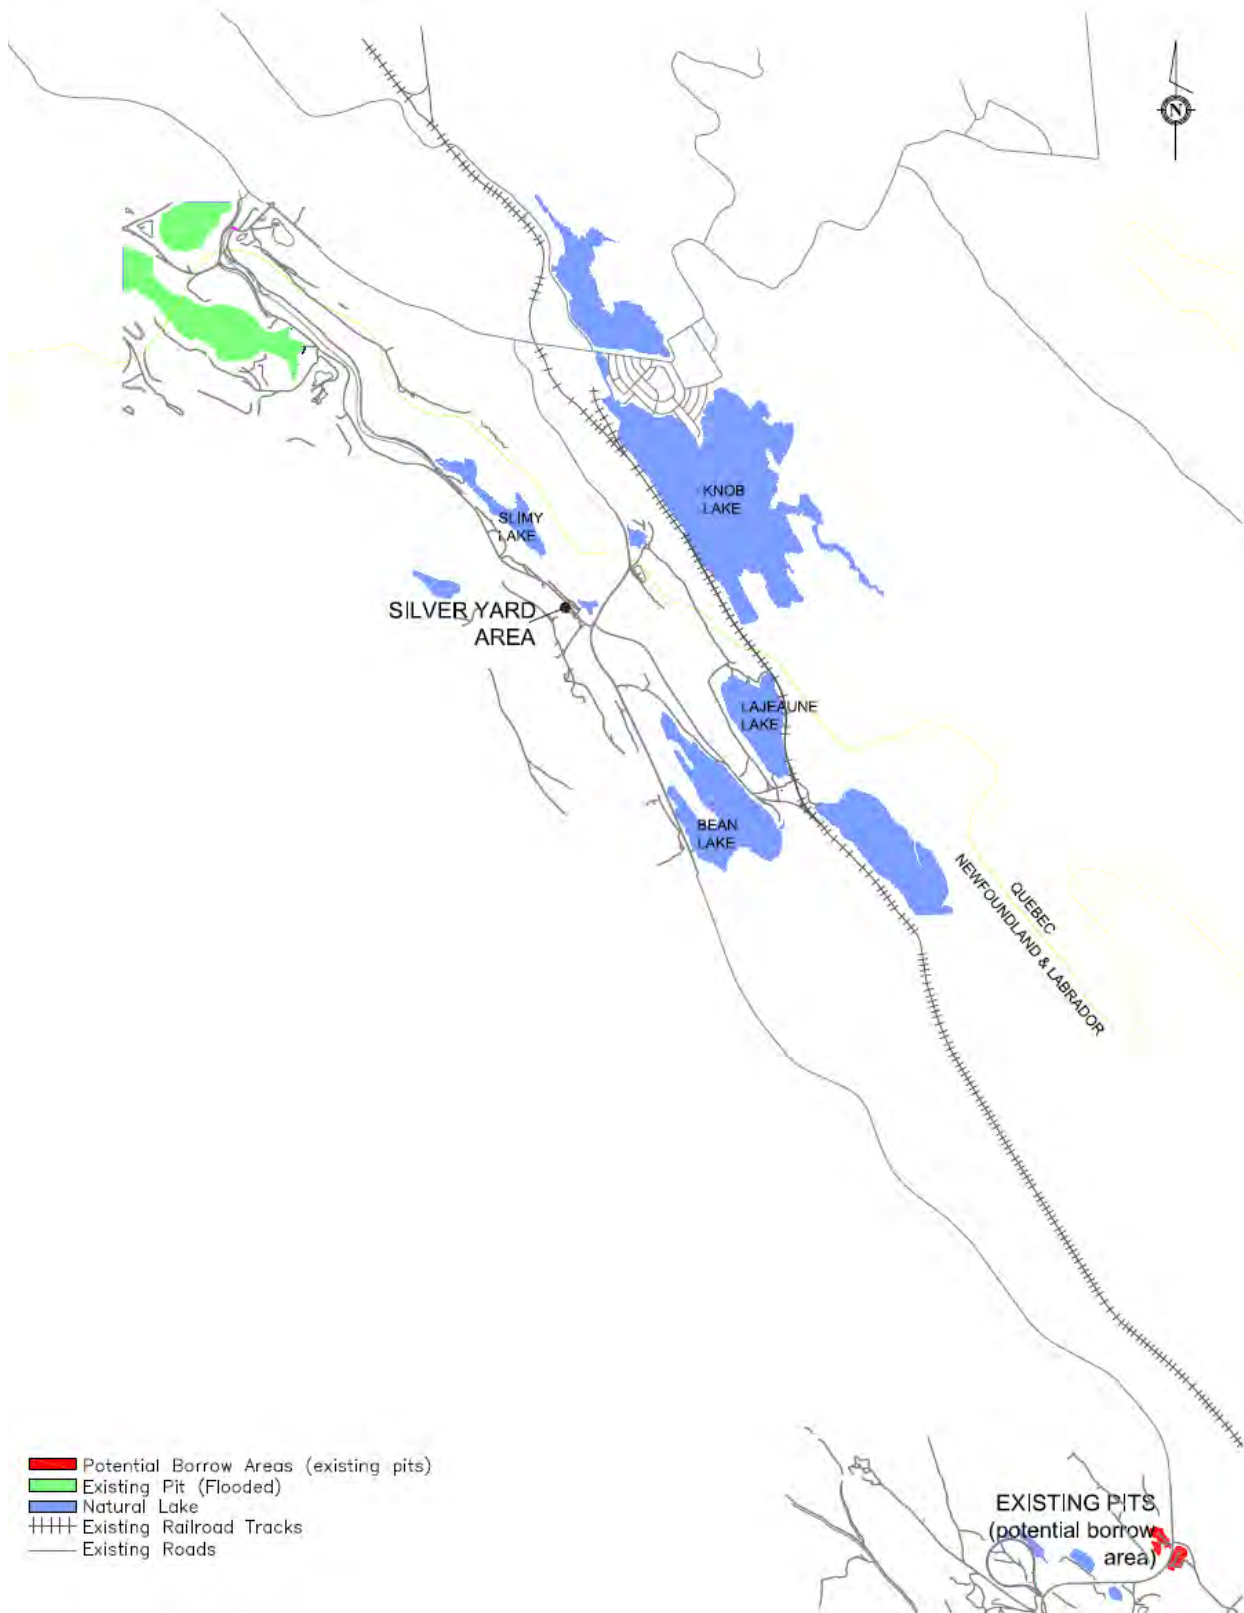 N
KNOB
LAKE
SLIMY
LAKE
SILVER YARD
AREA
LAJEAUNE
LAKE
BEAN
LAKE
QUEBEC
NEWFOUNDLAND & LABRADOR
Potential Borrow Areas (existing pits)
Existing Pit (Flooded)
Natural Lake
Existing Railroad Tracks
Existing Roads
EXISTING PITS
(potential borrow
area)